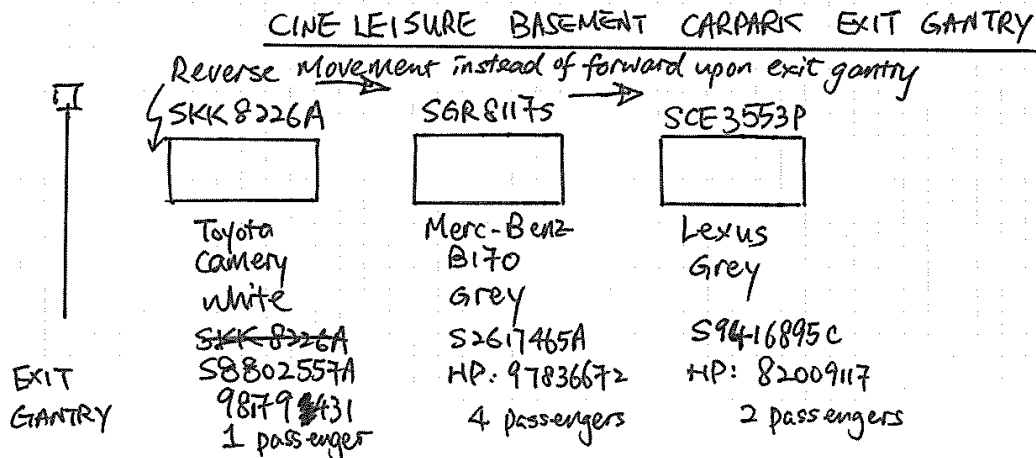 CINE LEISURE BASEMENT CARPARK EXIT GANTRY
Reverse Movement instead of forward upon exit gantry
SKK8226A SGR8117S SCE3553P
Toyota Merc-Benz Lexus
Camery B170 Grey
white Grey
SKK 8226A S2617465A S9416895C
S8802557A HP: 97836672 HP: 82009117
EXIT
GANTRY
1 passenger 4 passengers 2 passengers